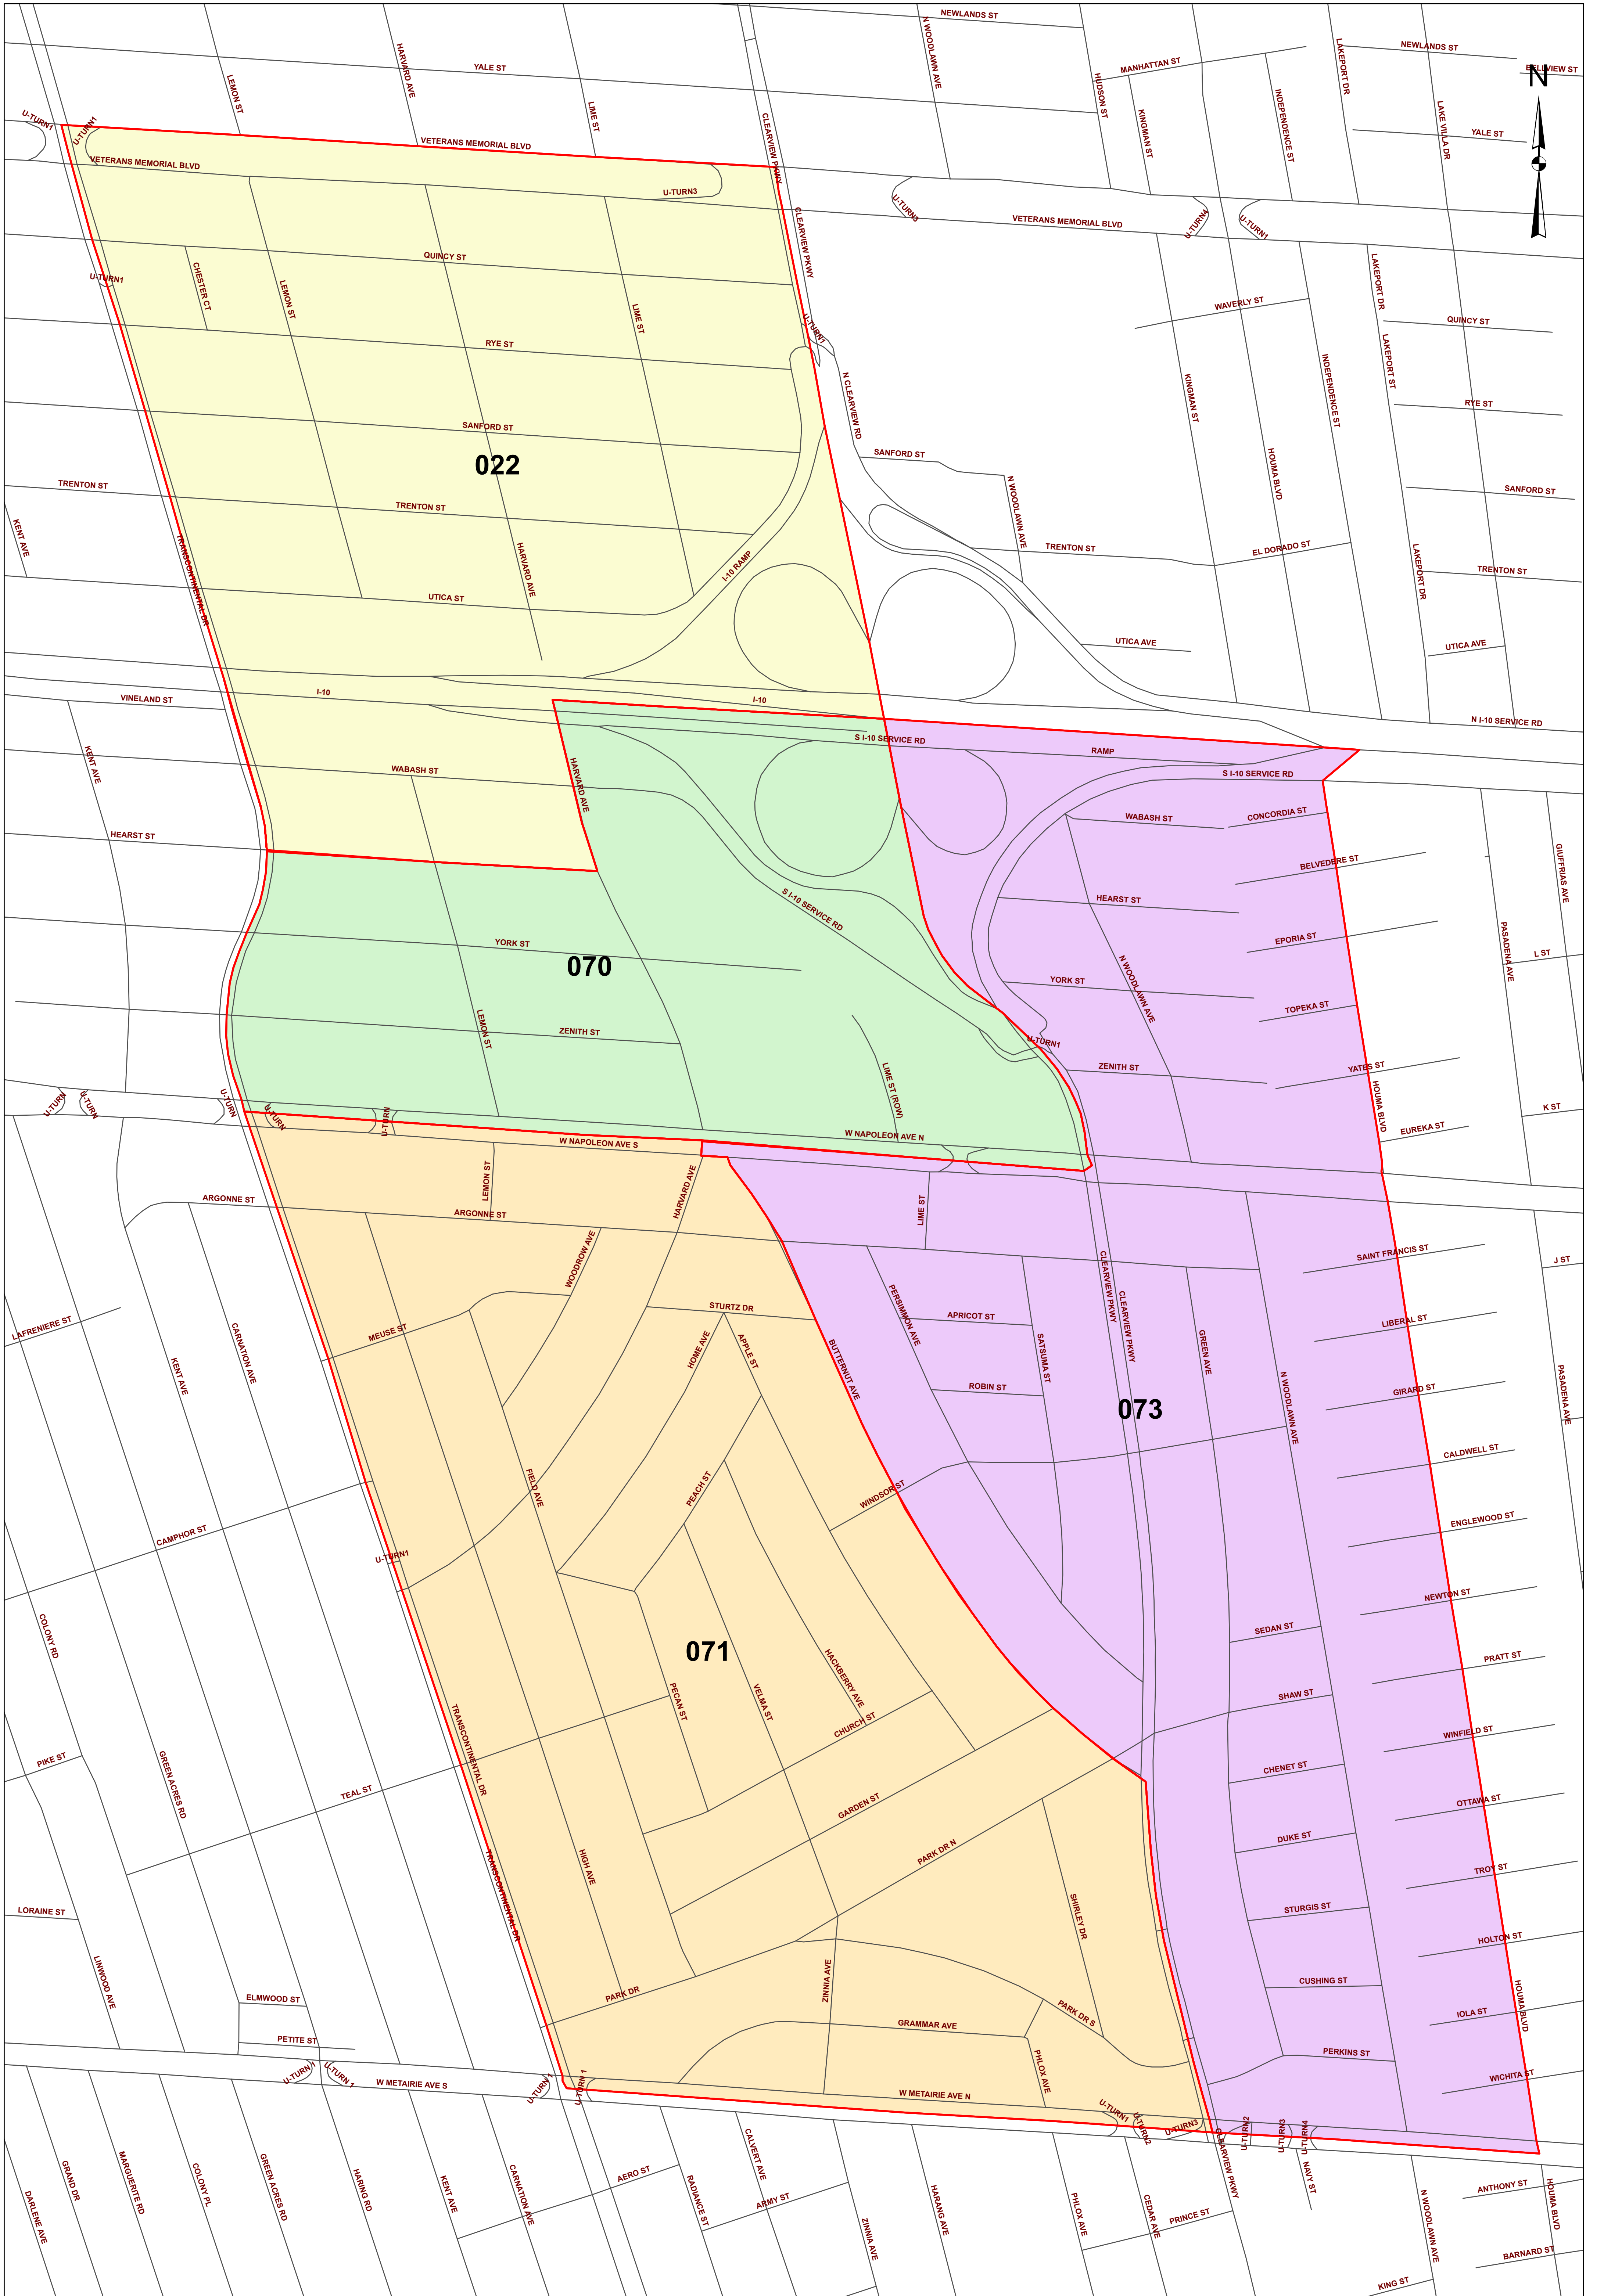 NEWLANDS ST
N WOODLAWN AVE
HARVARD AVE
YALE ST
LEMON ST
LIME ST
CLEARVIEW PKWY
HUDSON ST
MANHATTAN ST
KINGMAN ST
INDEPENDENCE ST
LAKEPORT DR
NEWLANDS ST
BELLVIEW ST
N
LAKE VILLA DR
YALE ST
U-TURN1
U-TURN1
VETERANS MEMORIAL BLVD
VETERANS MEMORIAL BLVD
U-TURN3
U-TURN3
VETERANS MEMORIAL BLVD
U-TURN4
U-TURN1
CLEARVIEW PKWY
QUINCY ST
U-TURN1
CHESTER CT
LEMON ST
LIME ST
RYE ST
U-TURN1
N CLEARVIEW RD
WAVERLY ST
LAKEPORT DR
QUINCY ST
LAKEPORT ST
KINGMAN ST
INDEPENDENCE ST
RYE ST
SANFORD ST
022
SANFORD ST
N WOODLAWN AVE
HOUMA BLVD
SANFORD ST
TRENTON ST
TRENTON ST
KENT AVE
TRANSCONTINENTAL DR
HARVARD AVE
I-10 RAMP
TRENTON ST
EL DORADO ST
LAKEPORT DR
TRENTON ST
UTICA ST
UTICA AVE
UTICA AVE
VINELAND ST
I-10
I-10
N I-10 SERVICE RD
S I-10 SERVICE RD
RAMP
S I-10 SERVICE RD
KENT AVE
WABASH ST
HARVARD AVE
WABASH ST
CONCORDIA ST
HEARST ST
BELVEDERE ST
GIUFFRIAS AVE
S I-10 SERVICE RD
HEARST ST
EPORIA ST
PASADENA AVE
L ST
YORK ST
070
YORK ST
N WOODLAWN AVE
TOPEKA ST
LEMON ST
ZENITH ST
U-TURN1
LIME ST (ROW)
ZENITH ST
YATES ST
HOUMA BLVD
K ST
EUREKA ST
U-TURN
U-TURN
U-TURN
U-TURN
U-TURN
W NAPOLEON AVE S
W NAPOLEON AVE N
LEMON ST
HARVARD AVE
LIME ST
ARGONNE ST
ARGONNE ST
WOODROW AVE
CLEARVIEW PKWY
CLEARVIEW PKWY
SAINT FRANCIS ST
J ST
LAFRENIERE ST
MEUSE ST
STURTZ DR
PERSIMMON AVE
APRICOT ST
LIBERAL ST
KENT AVE
CARNATION AVE
HOME AVE
APPLE ST
BUTTERNUT AVE
SATSUMA ST
GREEN AVE
ROBIN ST
073
N WOODLAWN AVE
GIRARD ST
PASADENA AVE
CALDWELL ST
FIELD AVE
PEACH ST
WINDSOR ST
ENGLEWOOD ST
CAMPHOR ST
U-TURN1
NEWTON ST
COLONY RD
071
SEDAN ST
PRATT ST
HACKBERRY AVE
PECAN ST
VELMA ST
CHURCH ST
SHAW ST
WINFIELD ST
TRANSCONTINENTAL DR
PIKE ST
GREEN ACRES RD
TEAL ST
CHENET ST
GARDEN ST
OTTAWA ST
DUKE ST
PARK DR N
HIGH AVE
TRANSCONTINENTAL DR
TROY ST
SHIRLEY DR
STURGIS ST
LORAINE ST
HOLTON ST
LINWOOD AVE
ZINNIA AVE
CUSHING ST
HOUMA BLVD
ELMWOOD ST
PARK DR
PARK DR S
IOLA ST
GRAMMAR AVE
PETITE ST
PERKINS ST
PHLOX AVE
WICHITA ST
U-TURN1
U-TURN 1
W METAIRIE AVE S
U-TURN 1
U-TURN 1
W METAIRIE AVE N
U-TURN1
U-TURN2
U-TURN3
CLEARVIEW PKWY
U-TURN2
U-TURN3
U-TURN4
NAVY ST
DARLENE AVE
GRAND DR
MARGUERITE RD
COLONY PL
GREEN ACRES RD
HARING RD
KENT AVE
CARNATION AVE
AERO ST
RADIANCE ST
CALVERT AVE
ARMY ST
ZINNIA AVE
HARANG AVE
PHLOX AVE
CEDAR AVE
PRINCE ST
N WOODLAWN AVE
ANTHONY ST
HOUMA BLVD
BARNARD ST
KING ST